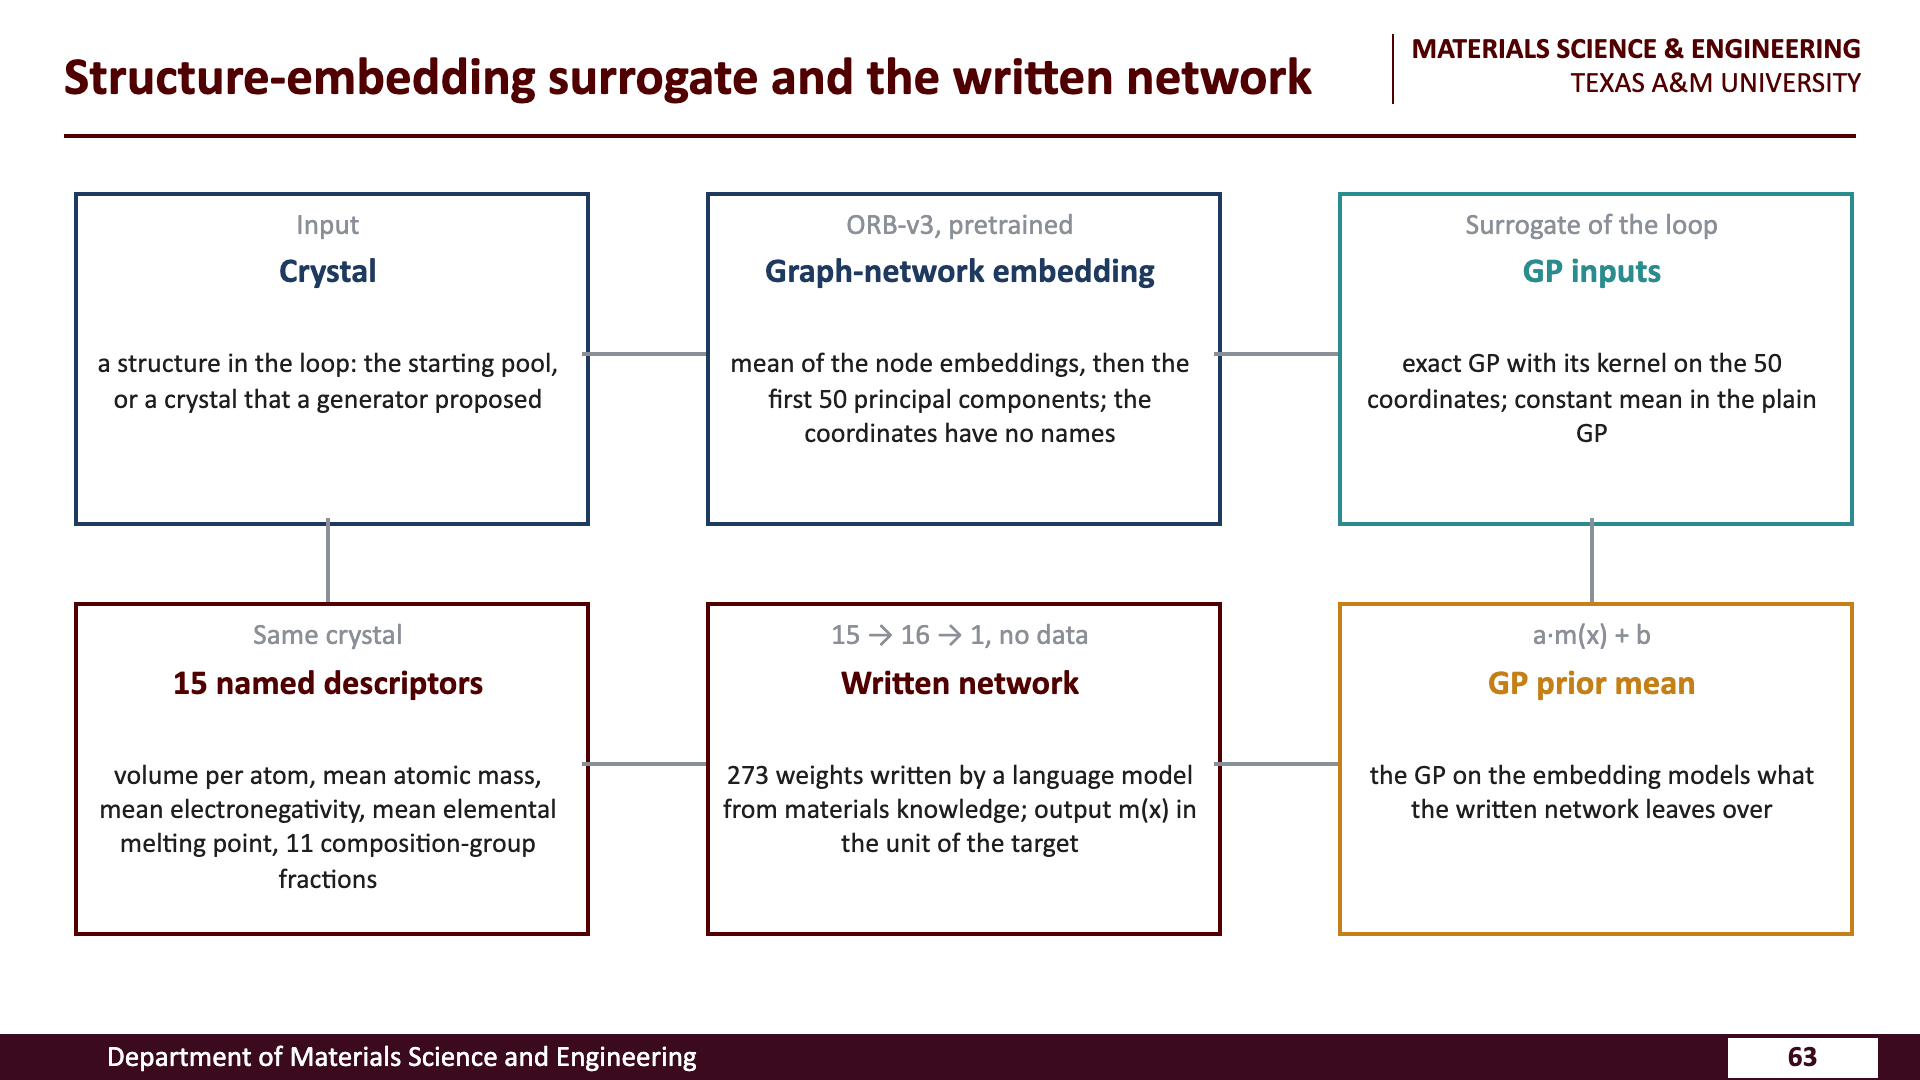 Structure-embedding surrogate and the written network
MATERIALS SCIENCE & ENGINEERING
TEXAS A&M UNIVERSITY
Input
Crystal
a structure in the loop: the starting pool,
or a crystal that a generator proposed
ORB-v3, pretrained
Graph-network embedding
mean of the node embeddings, then the
first 50 principal components; the
coordinates have no names
Surrogate of the loop
GP inputs
exact GP with its kernel on the 50
coordinates; constant mean in the plain
GP
Same crystal
15 named descriptors
volume per atom, mean atomic mass,
mean electronegativity, mean elemental
melting point, 11 composition-group
fractions
15 → 16 → 1, no data
Written network
273 weights written by a language model
from materials knowledge; output m(x) in
the unit of the target
a·m(x) + b
GP prior mean
the GP on the embedding models what
the written network leaves over
Department of Materials Science and Engineering
63